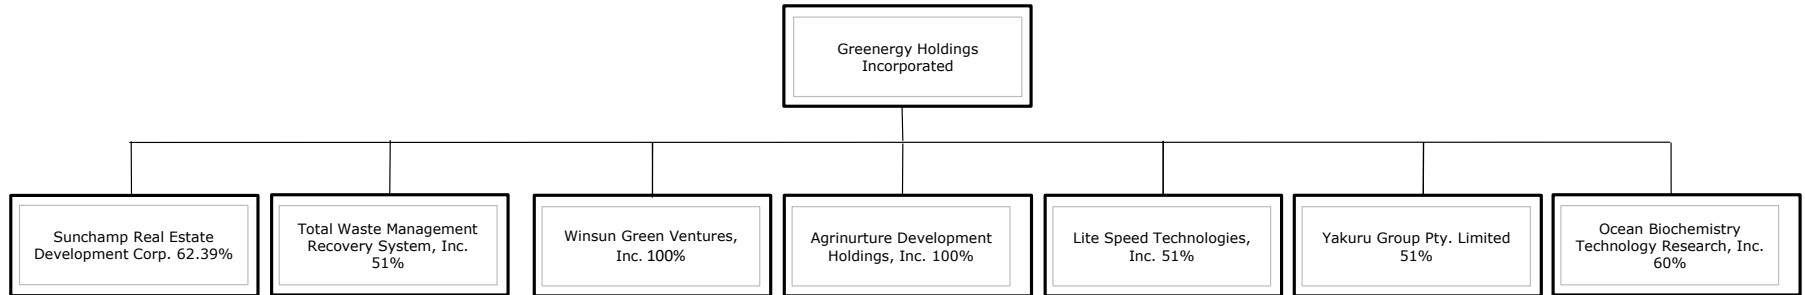 Greenergy Holdings
Incorporated
Sunchamp Real Estate
Development Corp. 62.39%
Total Waste Management
Recovery System, Inc.
51%
Winsun Green Ventures,
Inc. 100%
Agrinurture Development
Holdings, Inc. 100%
Lite Speed Technologies,
Inc. 51%
Yakuru Group Pty. Limited
51%
Ocean Biochemistry
Technology Research, Inc.
60%